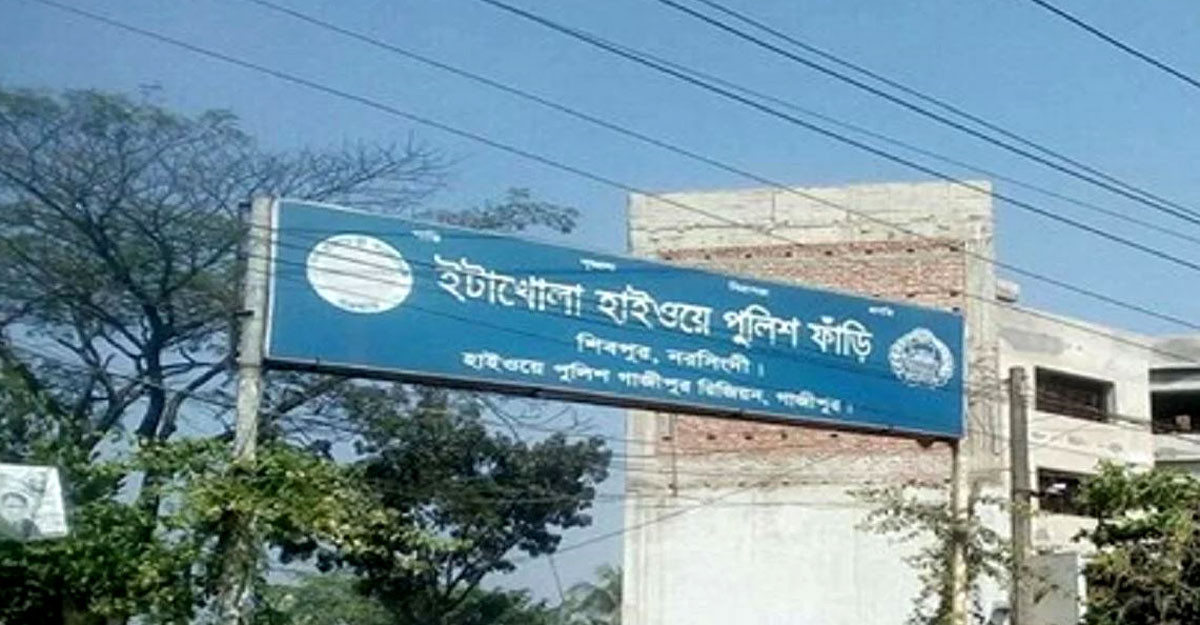 ইটাখোলা হাইওয়ে পুলিশ ফাঁড়ি
শিবপুর, নরসিংদী।
হাইওয়ে পুলিশ গাজীপুর রিজিয়ন, গাজীপুর।